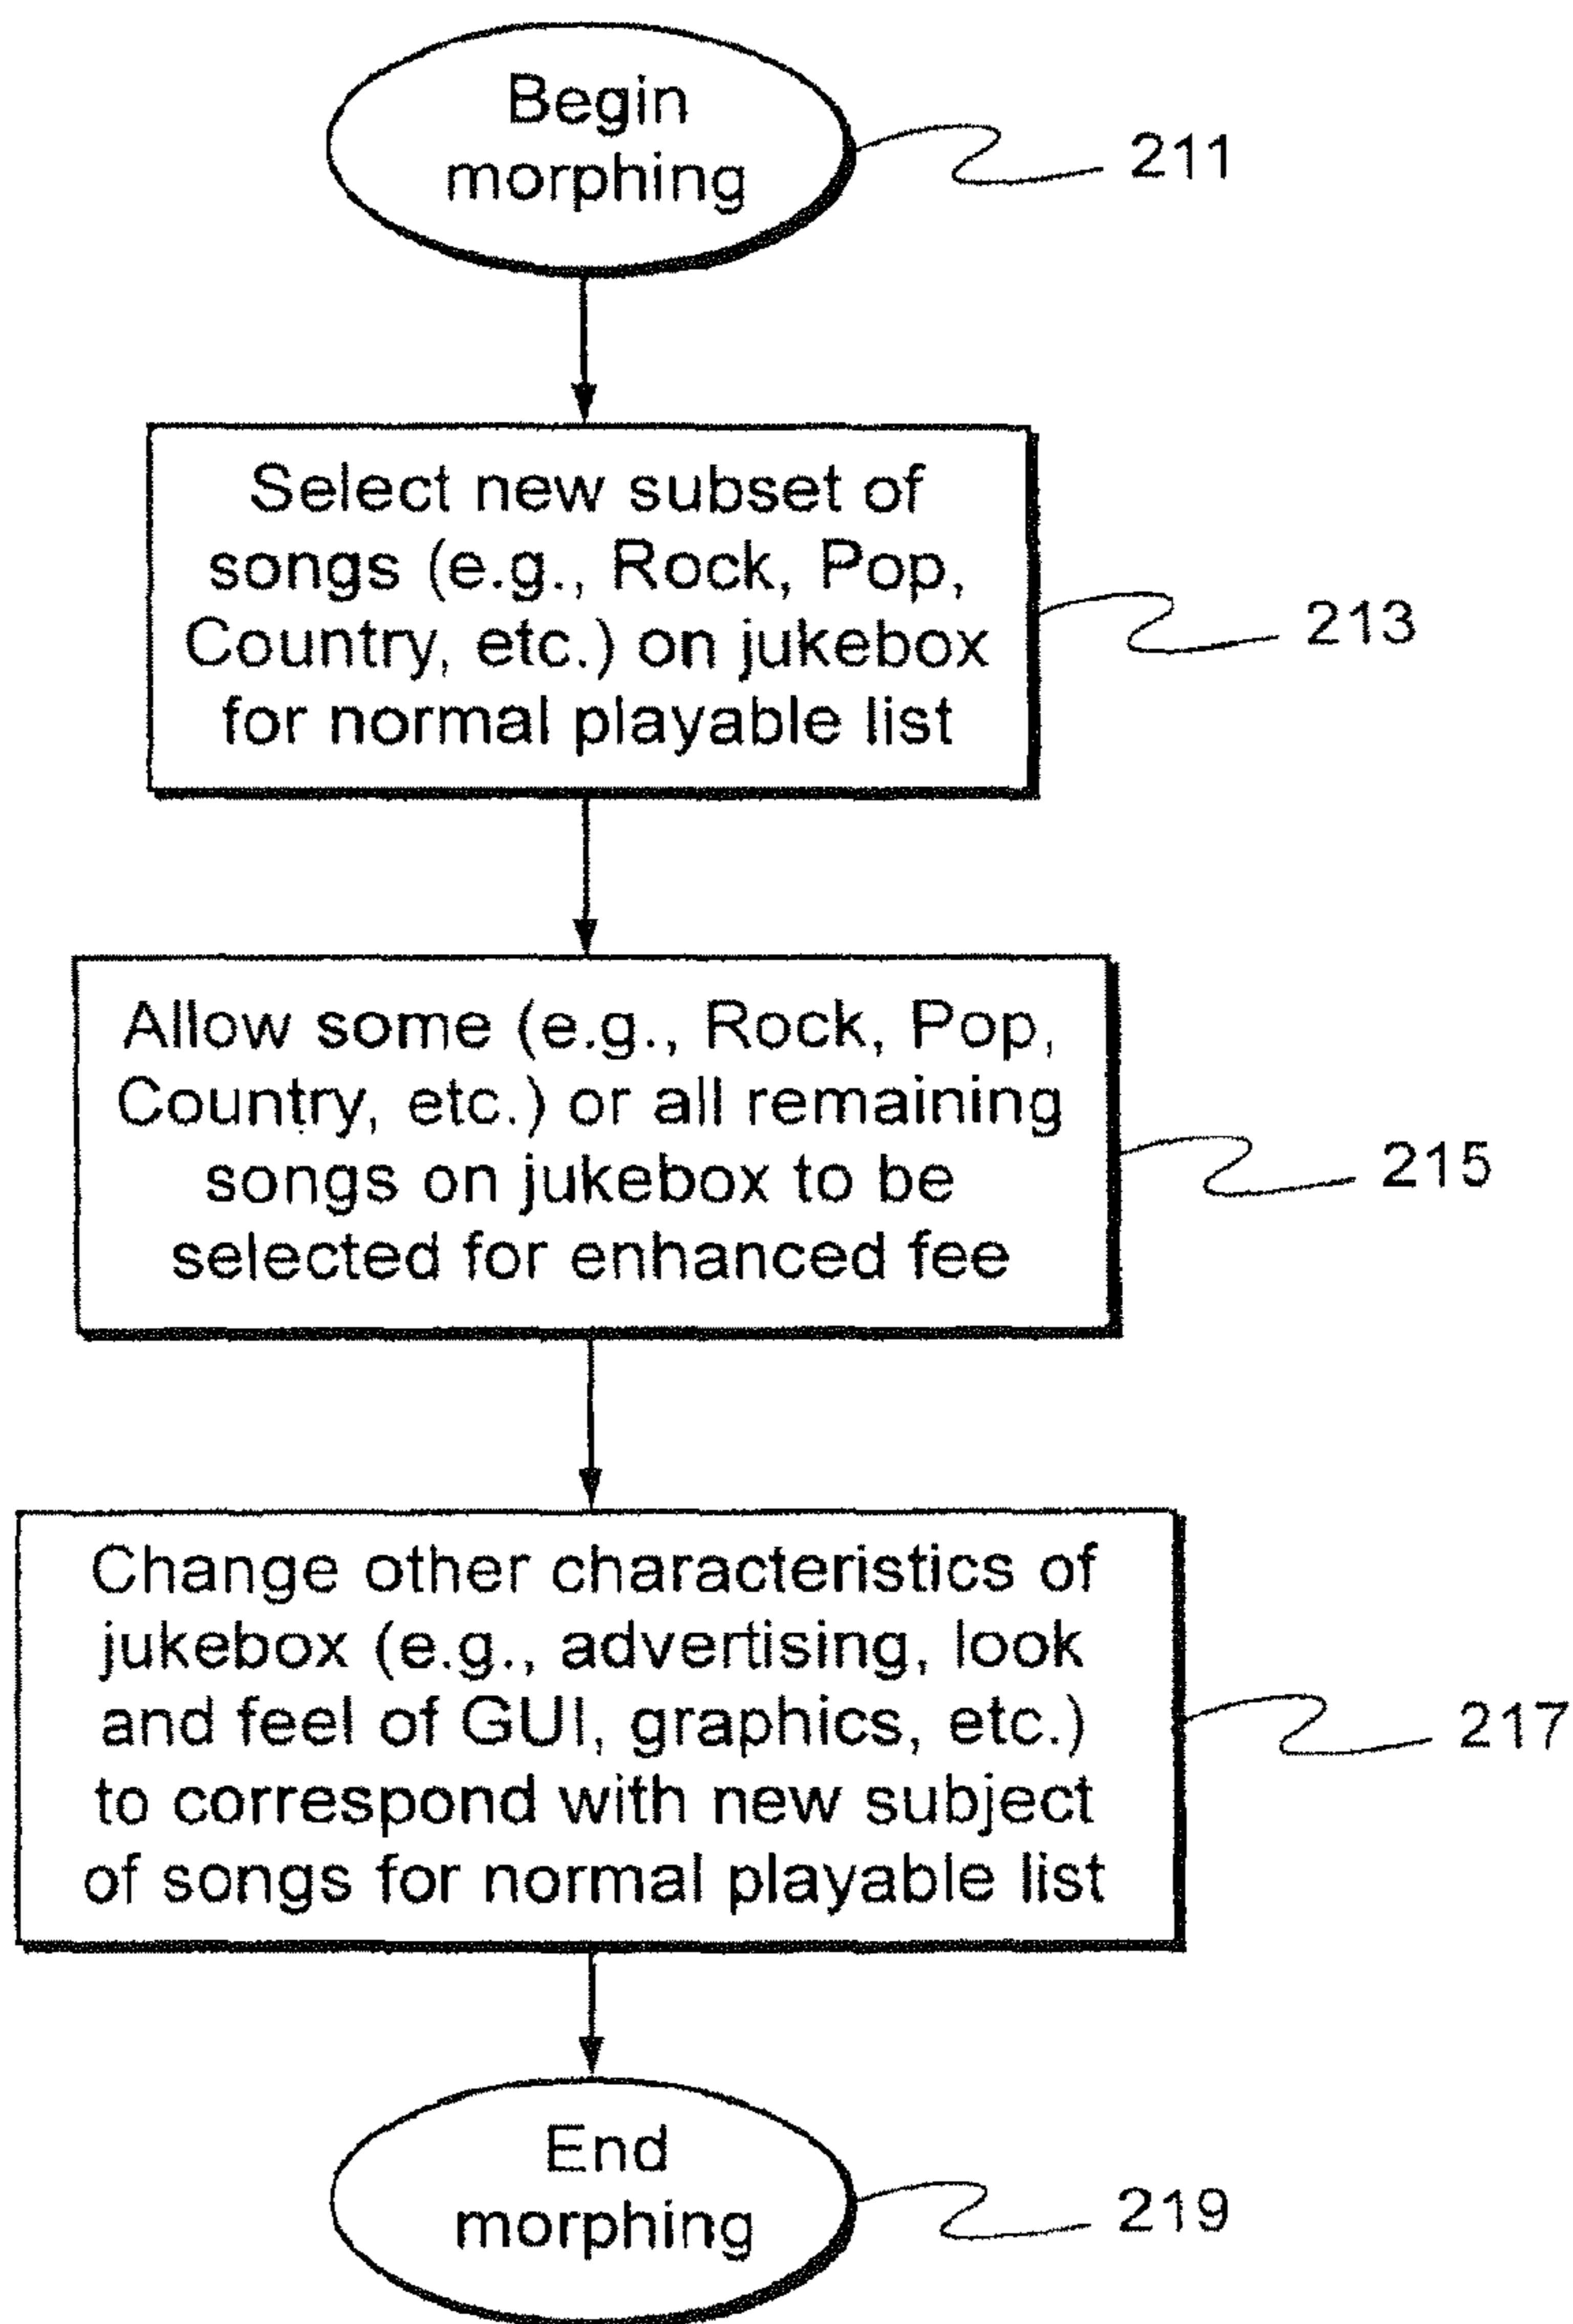 Begin
morphing
211
Select new subset of
songs (e.g., Rock, Pop,
Country, etc.) on jukebox
for normal playable list
213
Allow some (e.g., Rock, Pop,
Country, etc.) or all remaining
songs on jukebox to be
selected for enhanced fee
215
Change other characteristics of
jukebox (e.g., advertising, look
and feel of GUI, graphics, etc.)
to correspond with new subject
of songs for normal playable list
217
End
morphing
219